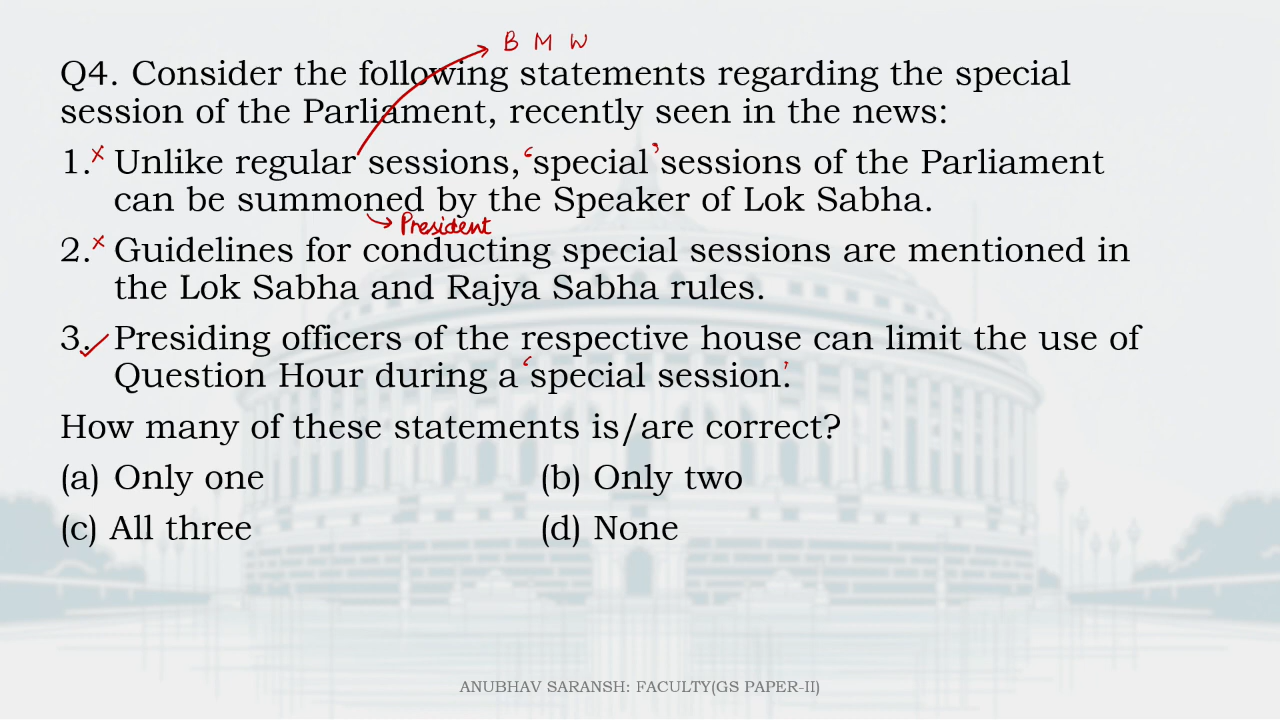 B M W
Q4. Consider the following statements regarding the special
session of the Parliament, recently seen in the news:
1.× Unlike regular sessions, ‘special’ sessions of the Parliament
can be summoned by the Speaker of Lok Sabha.
→ President
2.× Guidelines for conducting special sessions are mentioned in
the Lok Sabha and Rajya Sabha rules.
3.✓ Presiding officers of the respective house can limit the use of
Question Hour during a ‘special session’.
How many of these statements is/are correct?
(a) Only one (b) Only two
(c) All three (d) None
ANUBHAV SARANSH: FACULTY(GS PAPER-II)